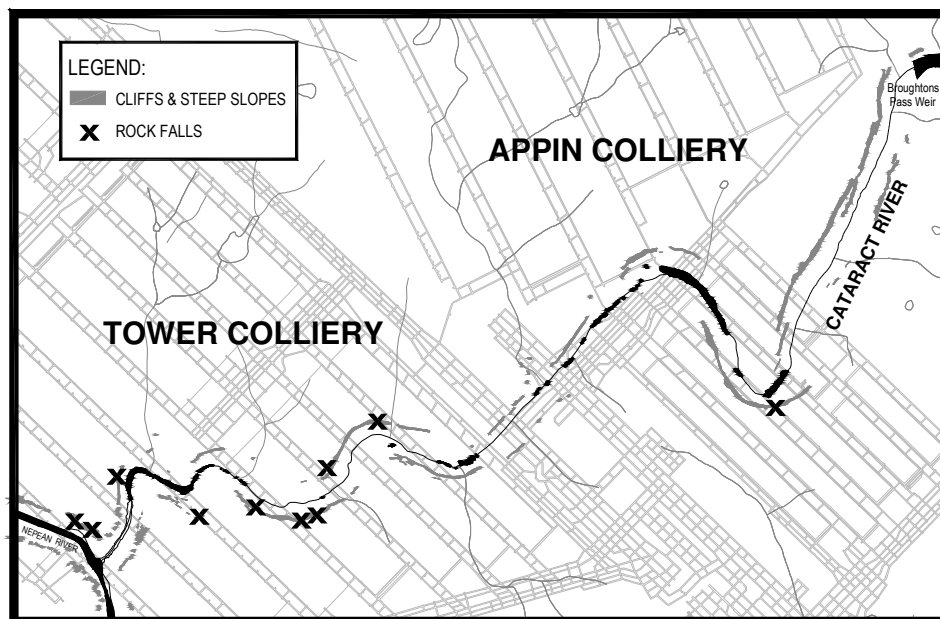 LEGEND:
CLIFFS & STEEP SLOPES
X ROCK FALLS
Broughtons
Pass Weir
APPIN COLLIERY
CATARACT RIVER
TOWER COLLIERY
NEPEAN RIVER